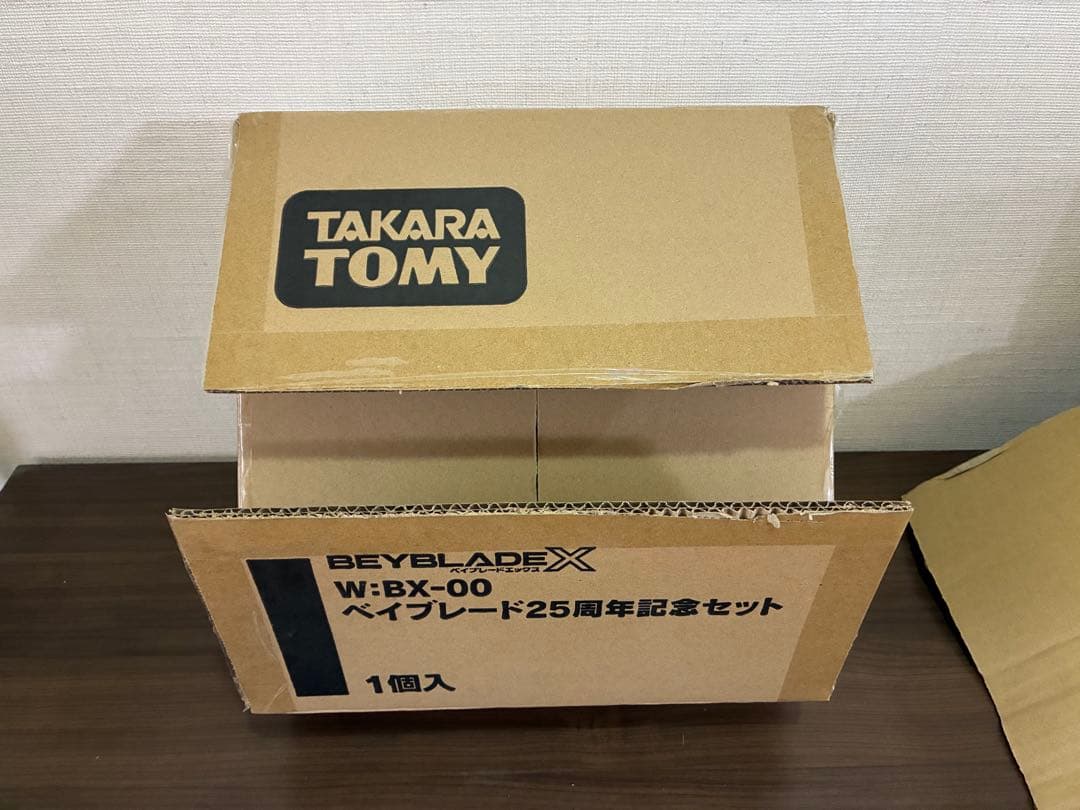 TAKARA
TOMY
BEYBLADE X
ベイブレードエックス
W:BX-00
ベイブレード25周年記念セット
1個入